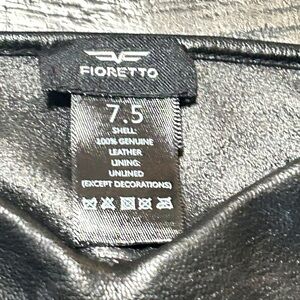 FIORETTO
7.5
SHELL:
100% GENUINE
LEATHER
LINING:
UNLINED
(EXCEPT DECORATIONS)